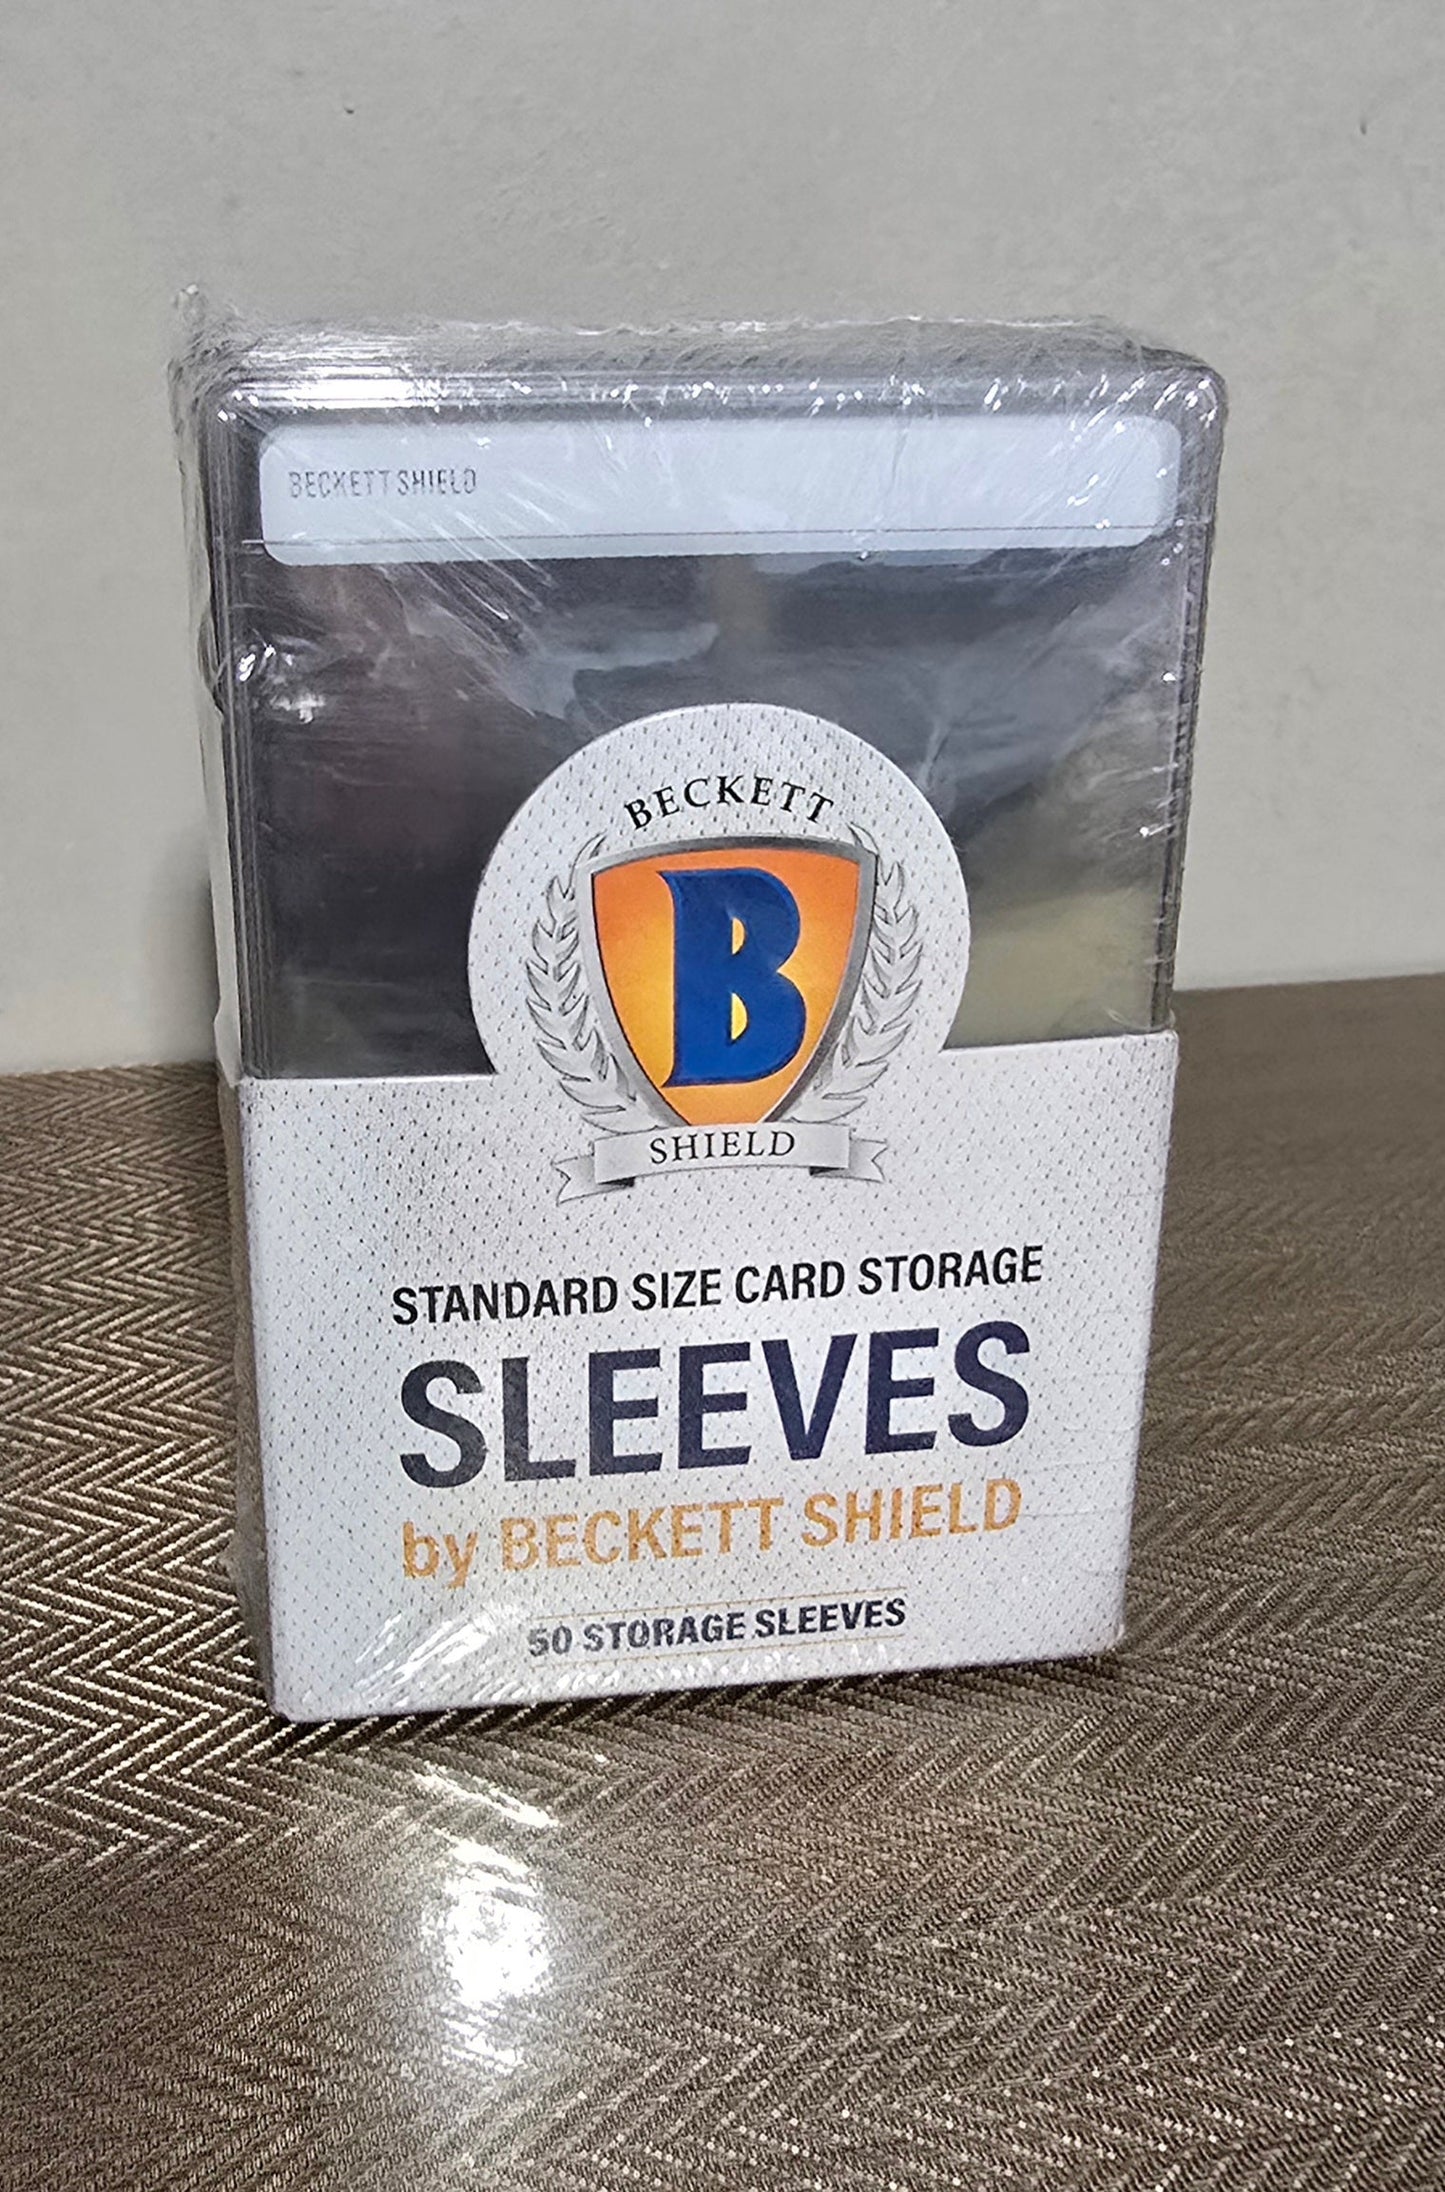 BECKETT SHIELD
BECKETT
B
SHIELD
STANDARD SIZE CARD STORAGE
SLEEVES
by BECKETT SHIELD
50 STORAGE SLEEVES